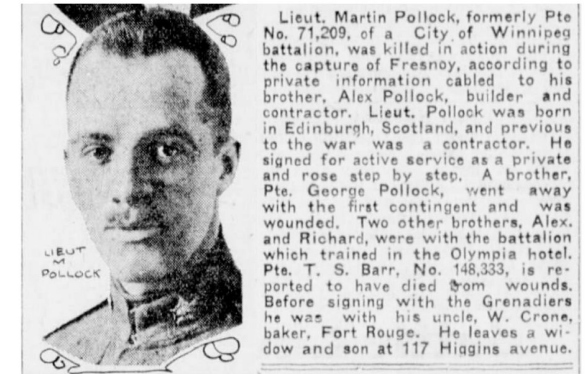 LIEUT
M
POLLOCK
Lieut. Martin Pollock, formerly Pte
No. 71,209, of a City of Winnipeg
battalion, was killed in action during
the capture of Fresnoy, according to
private information cabled to his
brother, Alex Pollock, builder and
contractor. Lieut. Pollock was born
in Edinburgh, Scotland, and previous
to the war was a contractor. He
signed for active service as a private
and rose step by step. A brother,
Pte. George Pollock, went away
with the first contingent and was
wounded. Two other brothers, Alex.
and Richard, were with the battalion
which trained in the Olympia hotel.
Pte. T. S. Barr, No. 148,333, is re-
ported to have died from wounds.
Before signing with the Grenadiers
he was with his uncle, W. Crone,
baker, Fort Rouge. He leaves a wi-
dow and son at 117 Higgins avenue.